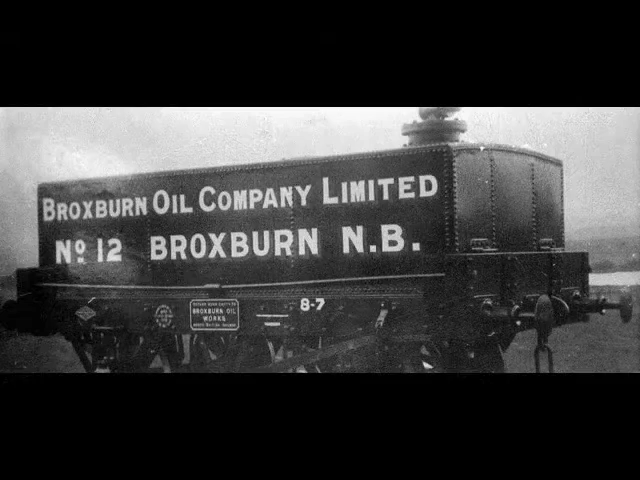 BROXBURN OIL COMPANY LIMITED
No 12 BROXBURN N.B.
8-7
BROXBURN OIL
WORKS